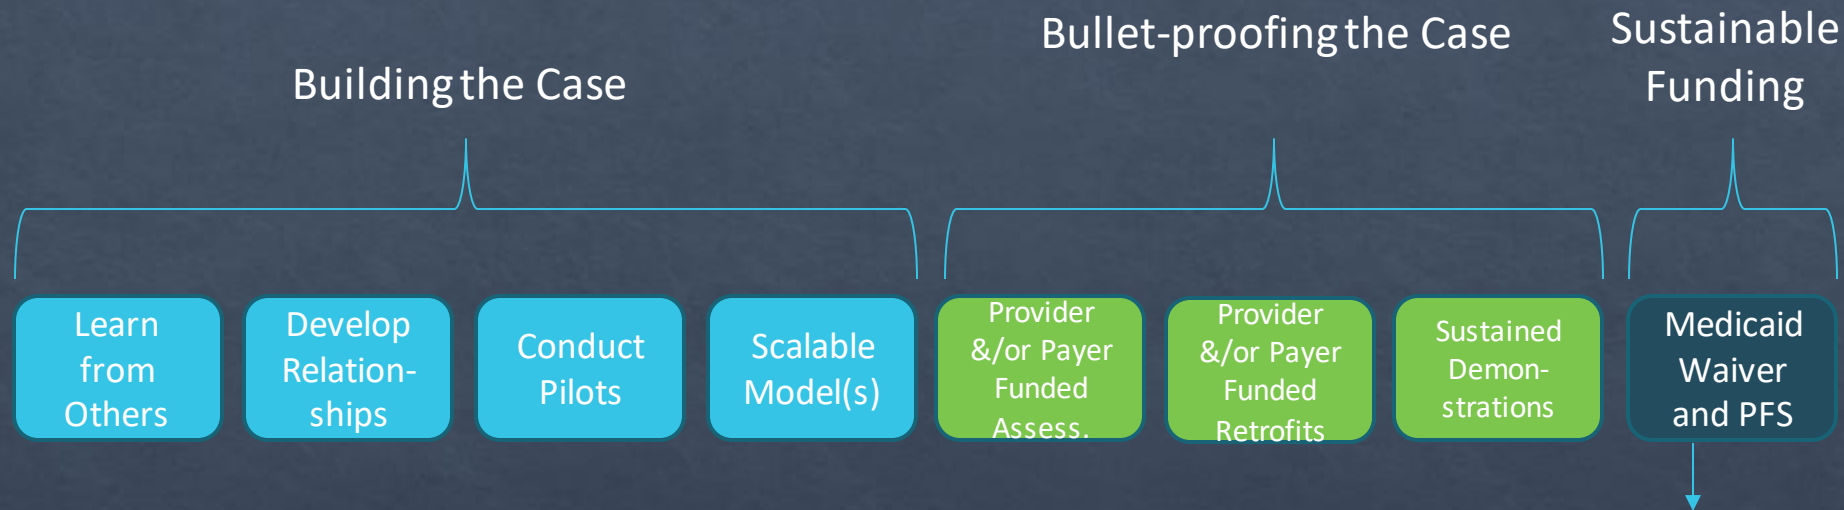 Building the Case
Bullet-proofing the Case
Sustainable
Funding
Learn
from
Others
Develop
Relation-
ships
Conduct
Pilots
Scalable
Model(s)
Provider
&/or Payer
Funded
Assess.
Provider
&/or Payer
Funded
Retrofits
Sustained
Demon-
strations
Medicaid
Waiver
and PFS